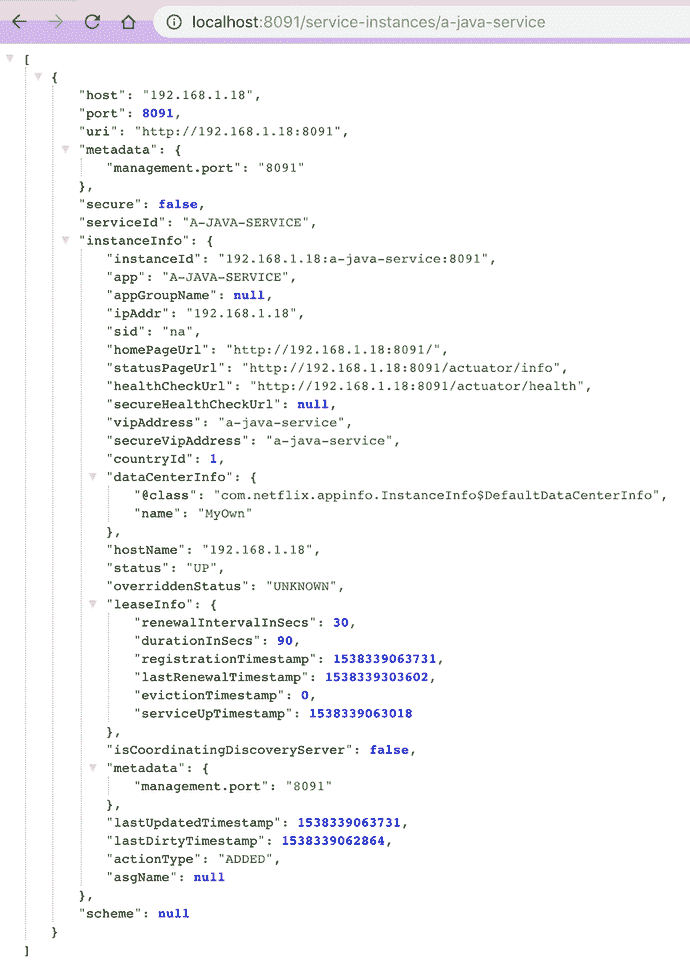 localhost:8091/service-instances/a-java-service
[
{
"host": "192.168.1.18",
"port": 8091,
"uri": "http://192.168.1.18:8091",
"metadata": {
"management.port": "8091"
},
"secure": false,
"serviceId": "A-JAVA-SERVICE",
"instanceInfo": {
"instanceId": "192.168.1.18:a-java-service:8091",
"app": "A-JAVA-SERVICE",
"appGroupName": null,
"ipAddr": "192.168.1.18",
"sid": "na",
"homePageUrl": "http://192.168.1.18:8091/",
"statusPageUrl": "http://192.168.1.18:8091/actuator/info",
"healthCheckUrl": "http://192.168.1.18:8091/actuator/health",
"secureHealthCheckUrl": null,
"vipAddress": "a-java-service",
"secureVipAddress": "a-java-service",
"countryId": 1,
"dataCenterInfo": {
"@class": "com.netflix.appinfo.InstanceInfo$DefaultDataCenterInfo",
"name": "MyOwn"
},
"hostName": "192.168.1.18",
"status": "UP",
"overriddenStatus": "UNKNOWN",
"leaseInfo": {
"renewalIntervalInSecs": 30,
"durationInSecs": 90,
"registrationTimestamp": 1538339063731,
"lastRenewalTimestamp": 1538339303602,
"evictionTimestamp": 0,
"serviceUpTimestamp": 1538339063018
},
"isCoordinatingDiscoveryServer": false,
"metadata": {
"management.port": "8091"
},
"lastUpdatedTimestamp": 1538339063731,
"lastDirtyTimestamp": 1538339062864,
"actionType": "ADDED",
"asgName": null
},
"scheme": null
}
]